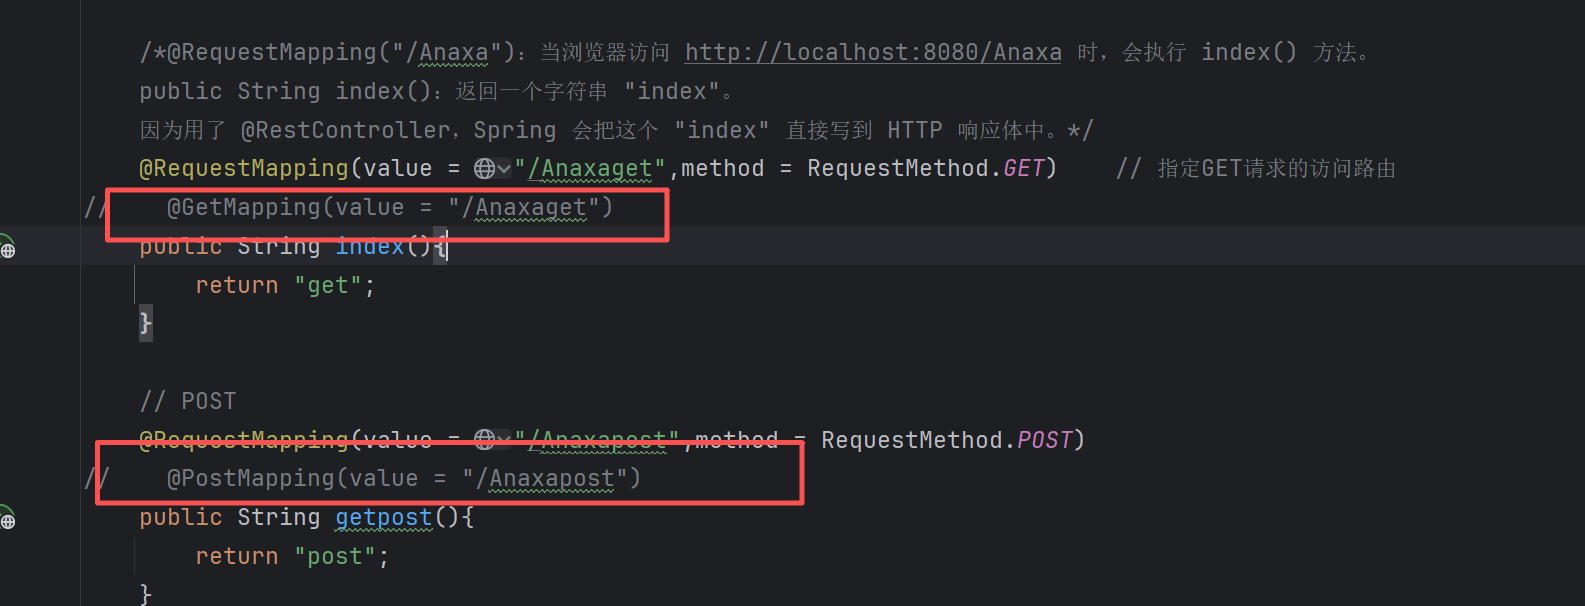 /*@RequestMapping("/Anaxa"): 当浏览器访问 http://localhost:8080/Anaxa 时，会执行 index() 方法。
public String index(): 返回一个字符串 "index"。
因为用了 @RestController，Spring 会把这个 "index" 直接写到 HTTP 响应体中。*/
@RequestMapping(value = "/Anaxaget",method = RequestMethod.GET) // 指定GET请求的访问路由
// @GetMapping(value = "/Anaxaget")
public String index(){
return "get";
}
// POST
@RequestMapping(value = "/Anaxapost",method = RequestMethod.POST)
// @PostMapping(value = "/Anaxapost")
public String getpost(){
return "post";
}